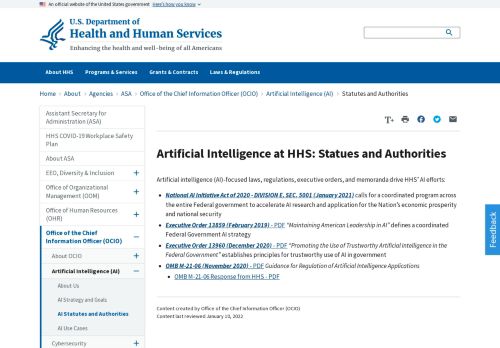 An official website of the United States government Here's how you know
U.S. Department of
Health and Human Services
Enhancing the health and well-being of all Americans
About HHS Programs & Services Grants & Contracts Laws & Regulations
Home > About > Agencies > ASA > Office of the Chief Information Officer (OCIO) > Artificial Intelligence (AI) > Statutes and Authorities
Assistant Secretary for
Administration (ASA)
HHS COVID-19 Workplace Safety
Plan
About ASA
EEO, Diversity & Inclusion
Office of Organizational
Management (OOM)
Office of Human Resources
(OHR)
Office of the Chief
Information Officer (OCIO)
About OCIO
Artificial Intelligence (AI)
About Us
AI Strategy and Goals
AI Statutes and Authorities
AI Use Cases
Cybersecurity
T+
Artificial Intelligence at HHS: Statues and Authorities
Artificial intelligence (AI)-focused laws, regulations, executive orders, and memoranda drive HHS' AI efforts:
National AI Initiative Act of 2020 - DIVISION E, SEC. 5001 (January 2021) calls for a coordinated program across
the entire Federal government to accelerate AI research and application for the Nation's economic prosperity
and national security
Executive Order 13859 (February 2019) - PDF "Maintaining American Leadership in AI" defines a coordinated
Federal Government AI strategy
Executive Order 13960 (December 2020) - PDF "Promoting the Use of Trustworthy Artificial Intelligence in the
Federal Government" establishes principles for trustworthy use of AI in government
OMB M-21-06 (November 2020) - PDF Guidance for Regulation of Artificial Intelligence Applications
OMB M-21-06 Response from HHS - PDF
Content created by Office of the Chief Information Officer (OCIO)
Content last reviewed January 10, 2022
Feedback